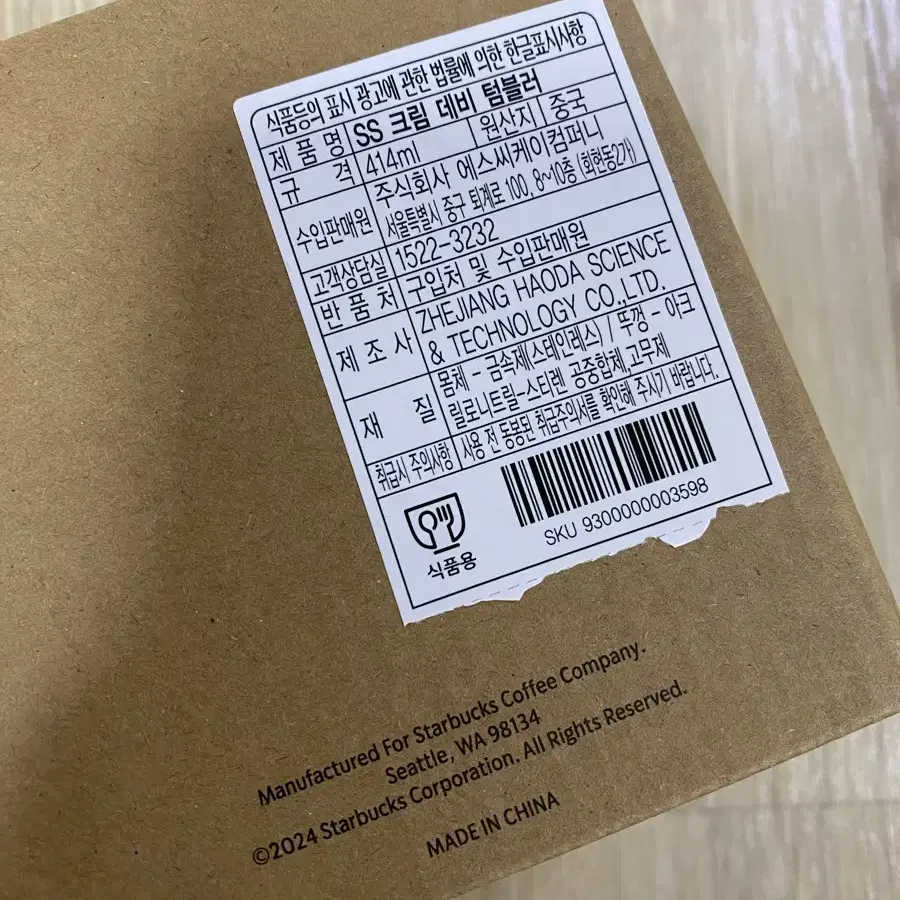 식품등의 표시 광고에 관한 법률에 의한 한글표시사항
제 품 명 SS 크림 데비 텀블러
규 격 414ml 원산지 중국
수입판매원 주식회사 에스씨케이컴퍼니
서울특별시 중구 퇴계로 100, 8~10층 (회현동2가)
고객상담실 1522-3232
반 품 처 구입처 및 수입판매원
제 조 사 ZHEJIANG HAODA SCIENCE
& TECHNOLOGY CO.,LTD.
재 질 몸체 - 금속제(스테인레스) / 뚜껑 - 아크
릴로니트릴-스티렌 공중합체,고무제
취급시 주의사항 사용 전 동봉된 취급주의서를 확인해 주시기 바랍니다.
식품용
SKU 9300000003598
Manufactured For Starbucks Coffee Company.
Seattle, WA 98134
©2024 Starbucks Corporation. All Rights Reserved.
MADE IN CHINA